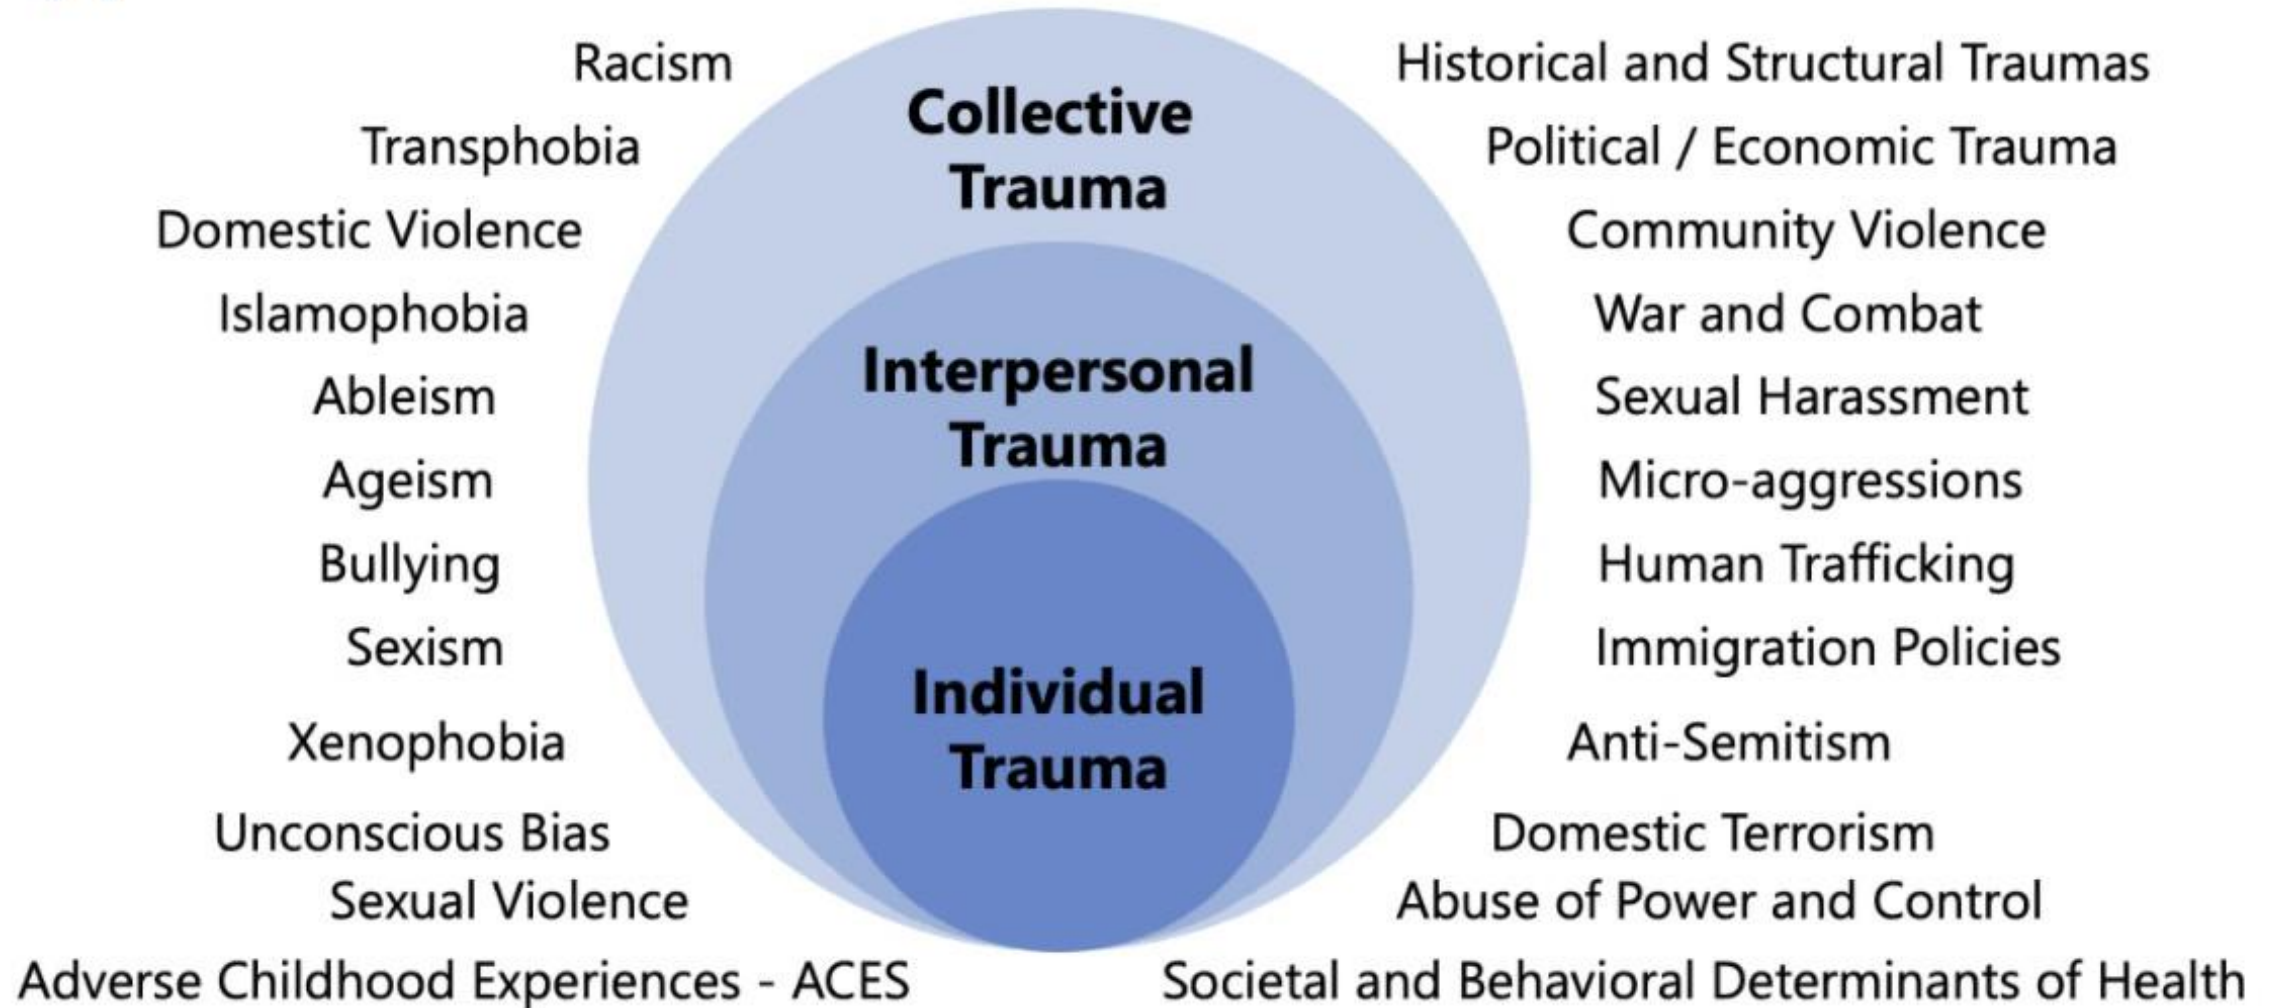 Racism
Transphobia
Domestic Violence
Islamophobia
Ableism
Ageism
Bullying
Sexism
Xenophobia
Unconscious Bias
Sexual Violence
Adverse Childhood Experiences - ACES
Collective
Trauma
Interpersonal
Trauma
Individual
Trauma
Historical and Structural Traumas
Political / Economic Trauma
Community Violence
War and Combat
Sexual Harassment
Micro-aggressions
Human Trafficking
Immigration Policies
Anti-Semitism
Domestic Terrorism
Abuse of Power and Control
Societal and Behavioral Determinants of Health